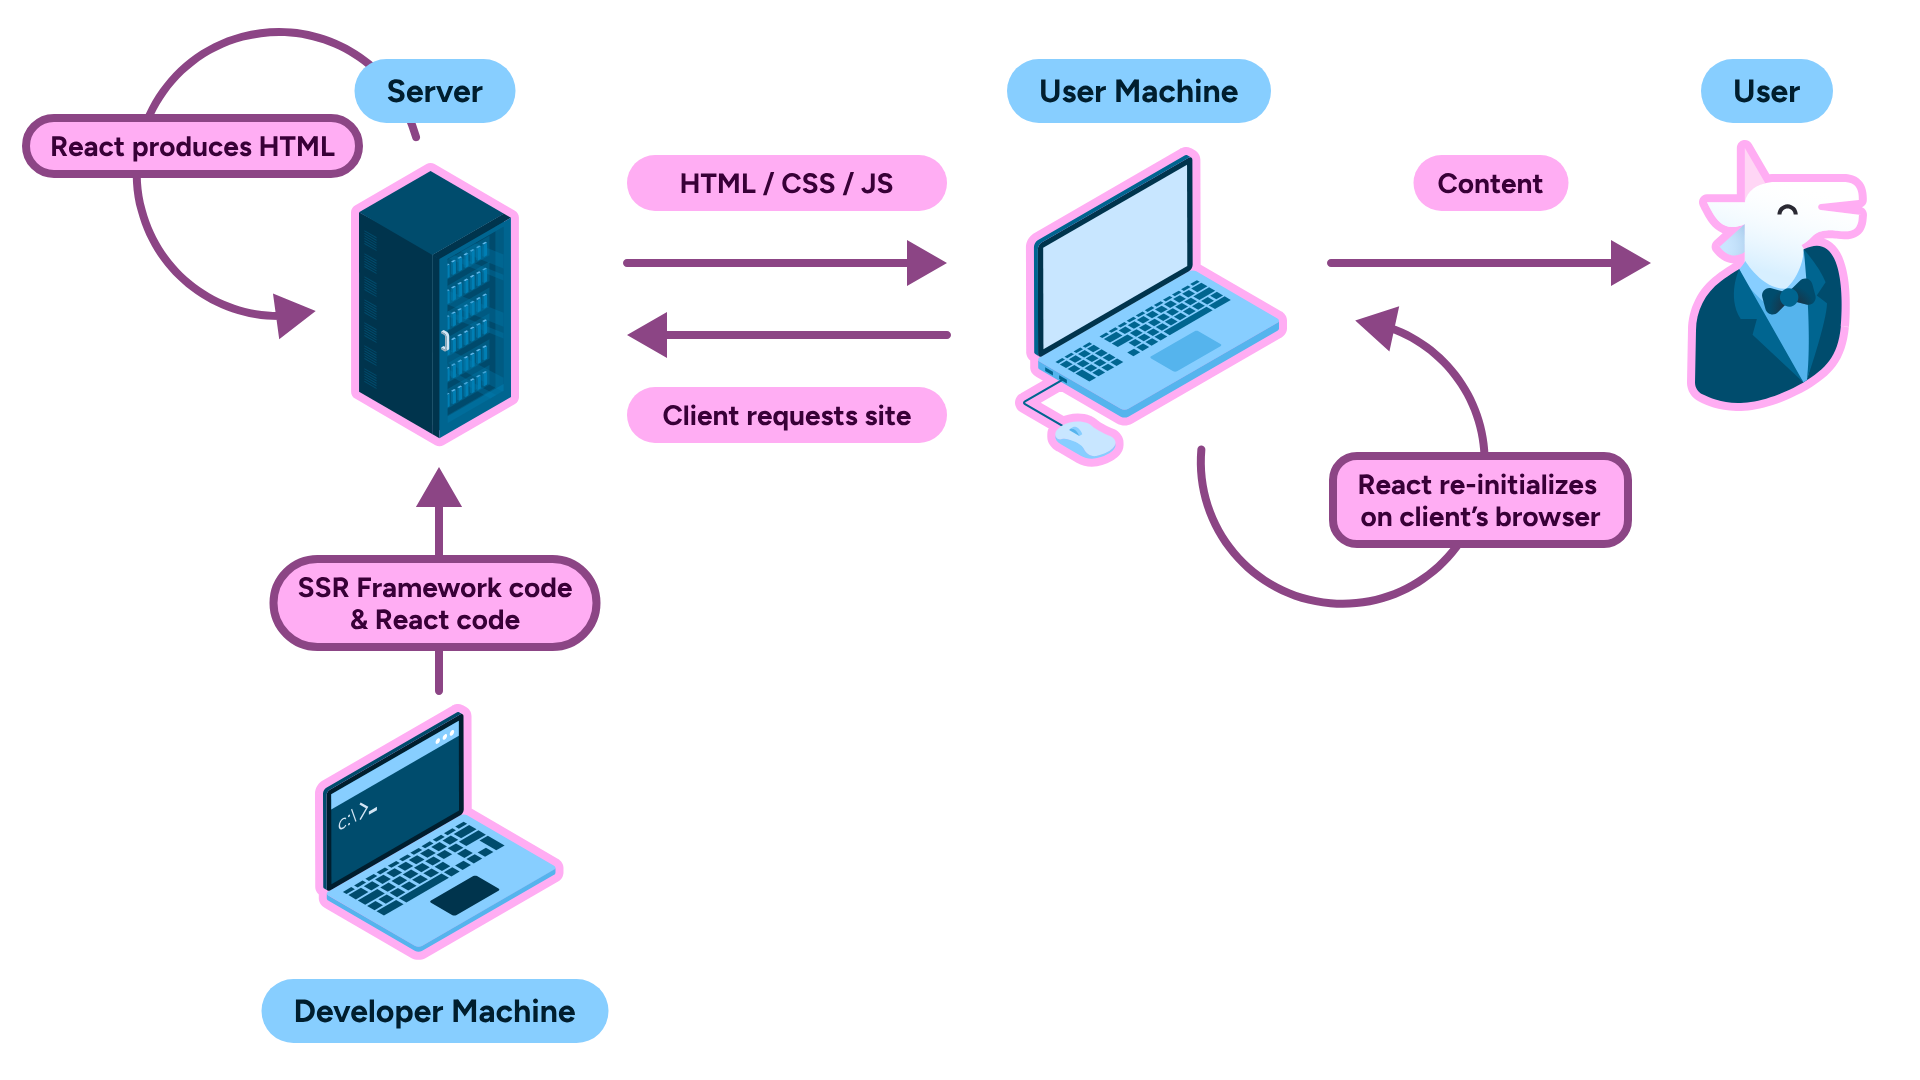 Server
User Machine
User
React produces HTML
HTML / CSS / JS
Content
Client requests site
React re-initializes
on client's browser
SSR Framework code
& React code
c:\>_
Developer Machine